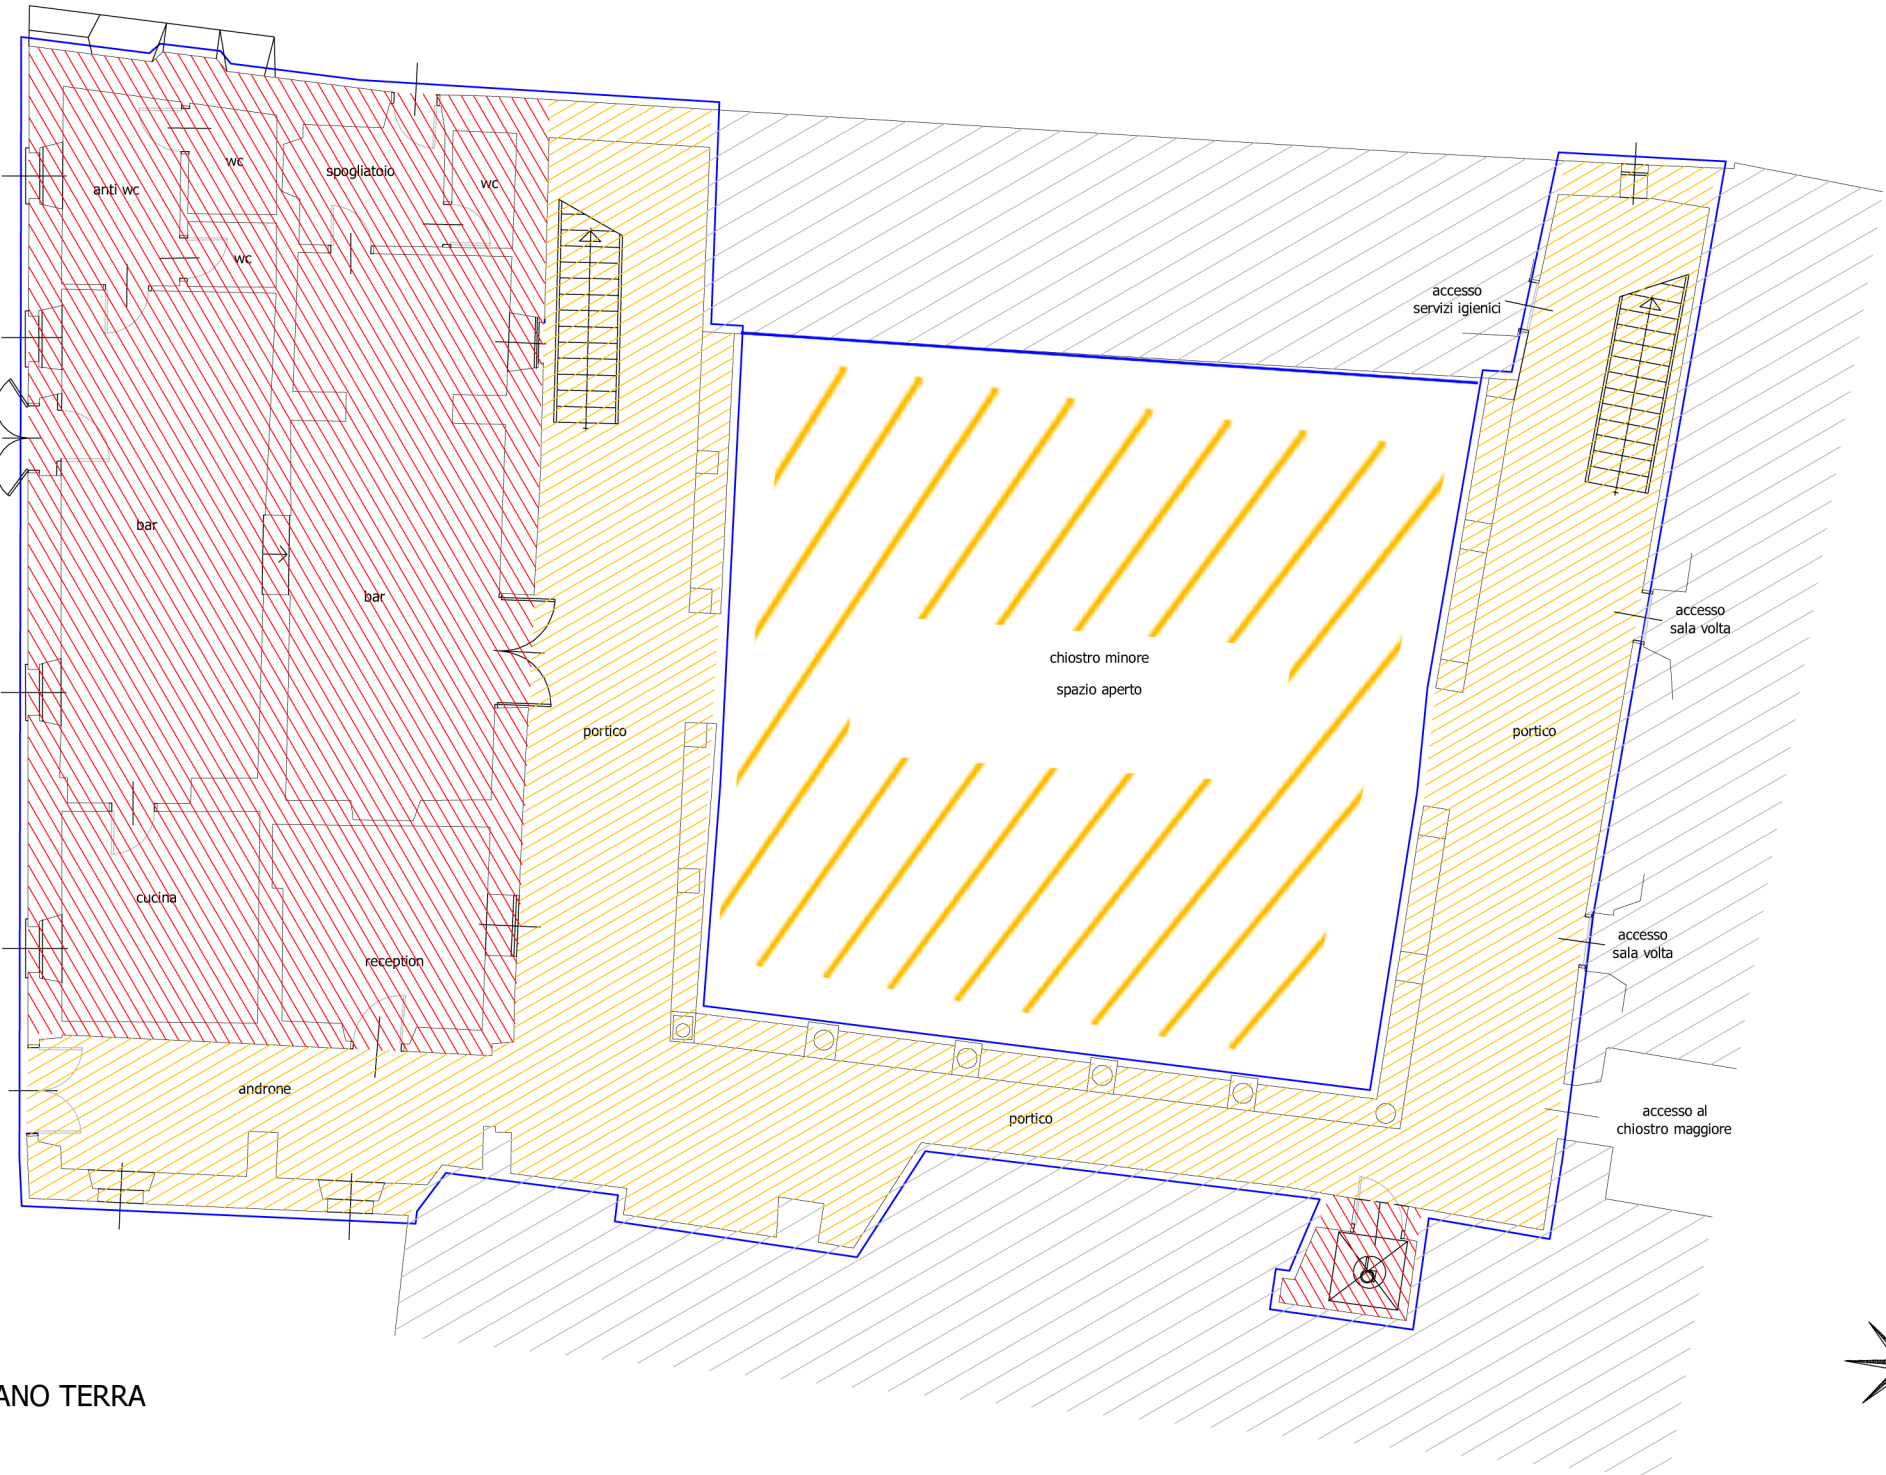 wc
spogliatoio
wc
anti wc
wc
accesso
servizi igienici
bar
bar
accesso
sala volta
chiostro minore
spazio aperto
portico
portico
cucina
accesso
sala volta
reception
androne
portico
accesso al
chiostro maggiore
ANO TERRA